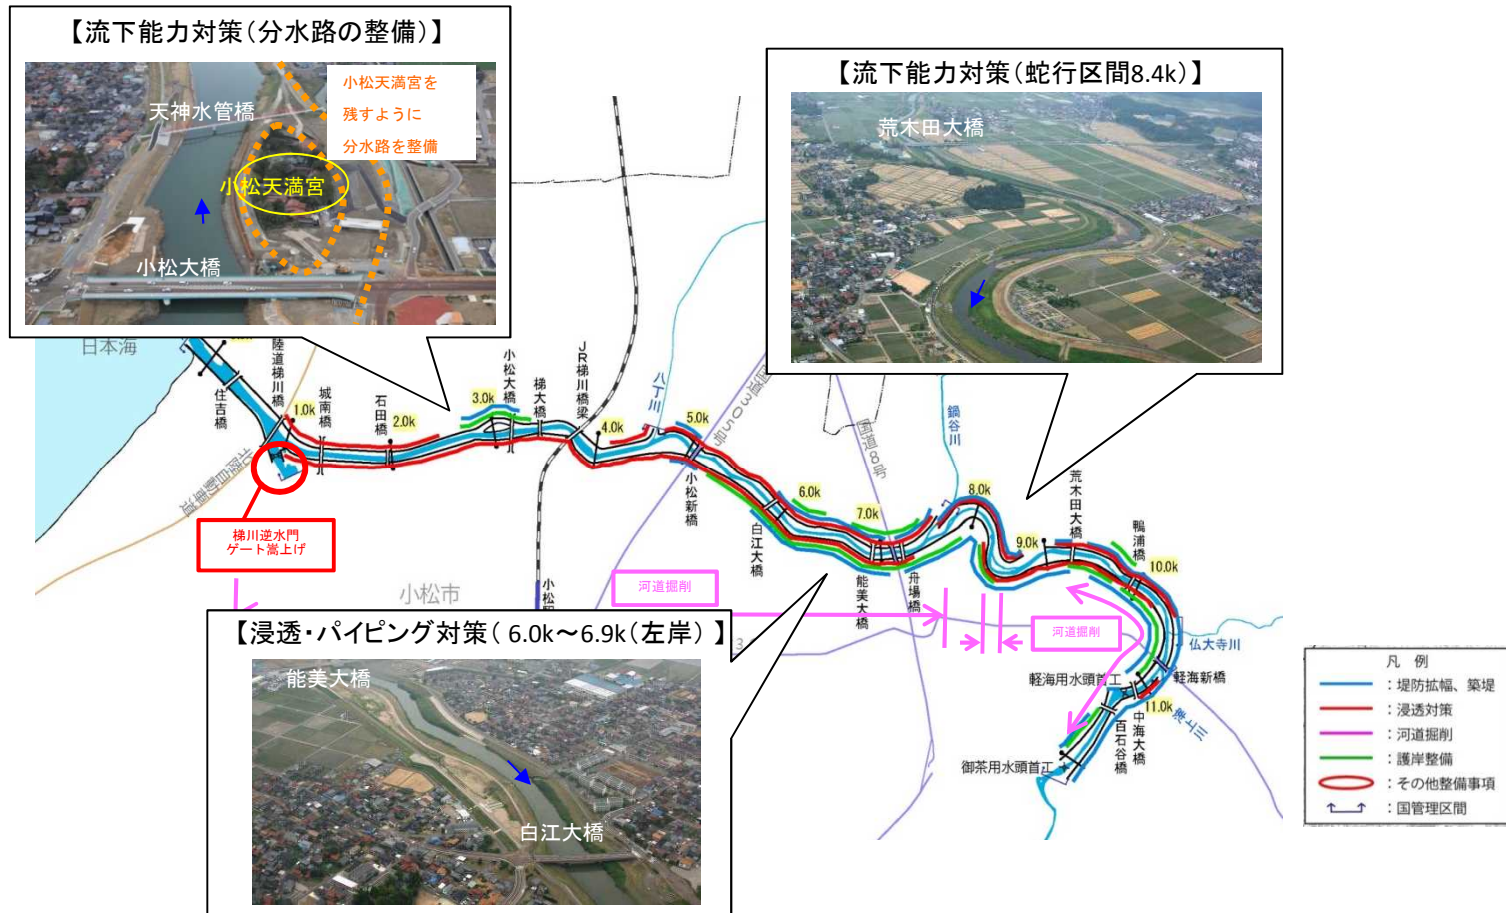 【流下能力対策(分水路の整備)】
天神水管橋
小松天満宮を
残すように
分水路を整備
小松天満宮
小松大橋
【流下能力対策(蛇行区間8.4k)】
荒木田大橋
日本海
住吉橋
1.0k
城南橋
石田橋
2.0k
3.0k
小松大橋
梯大橋
JR梯川橋梁
4.0k
八丁川
5.0k
小松新橋
6.0k
白江大橋
7.0k
国道8号
能美大橋
舟場橋
鍋谷川
8.0k
9.0k
荒木田大橋
鴨浦橋
10.0k
仏大寺川
軽海新橋
軽海用水頭首工
11.0k
滓上川
中海大橋
百石谷橋
御茶用水頭首工
梯川逆水門
ゲート嵩上げ
小松市
河道掘削
河道掘削
【浸透・パイピング対策( 6.0k～6.9k(左岸) 】
能美大橋
白江大橋
凡 例
:堤防拡幅、築堤
:浸透対策
:河道掘削
:護岸整備
:その他整備事項
:国管理区間